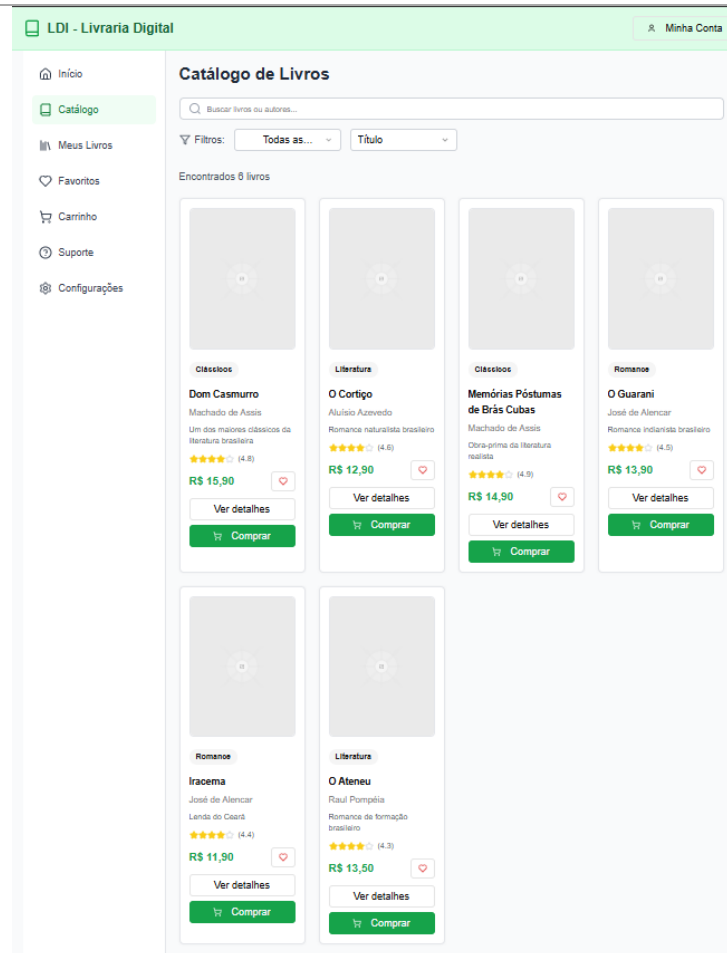 LDI - Livraria Digital
Minha Conta
Início
Catálogo
Meus Livros
Favoritos
Carrinho
Suporte
Configurações
Catálogo de Livros
Buscar livros ou autores...
Filtros:
Todas as...
Título
Encontrados 6 livros
Clássicos
Dom Casmurro
Machado de Assis
Um dos maiores clássicos da
literatura brasileira
(4.8)
R$ 15,90
Ver detalhes
Comprar
Literatura
O Cortiço
Aluísio Azevedo
Romance naturalista brasileiro
(4.6)
R$ 12,90
Ver detalhes
Comprar
Clássicos
Memórias Póstumas
de Brás Cubas
Machado de Assis
Obra-prima da literatura
realista
(4.9)
R$ 14,90
Ver detalhes
Comprar
Romance
O Guarani
José de Alencar
Romance indianista brasileiro
(4.5)
R$ 13,90
Ver detalhes
Comprar
Romance
Iracema
José de Alencar
Lenda do Ceará
(4.4)
R$ 11,90
Ver detalhes
Comprar
Literatura
O Ateneu
Raul Pompéia
Romance de formação
brasileiro
(4.3)
R$ 13,50
Ver detalhes
Comprar